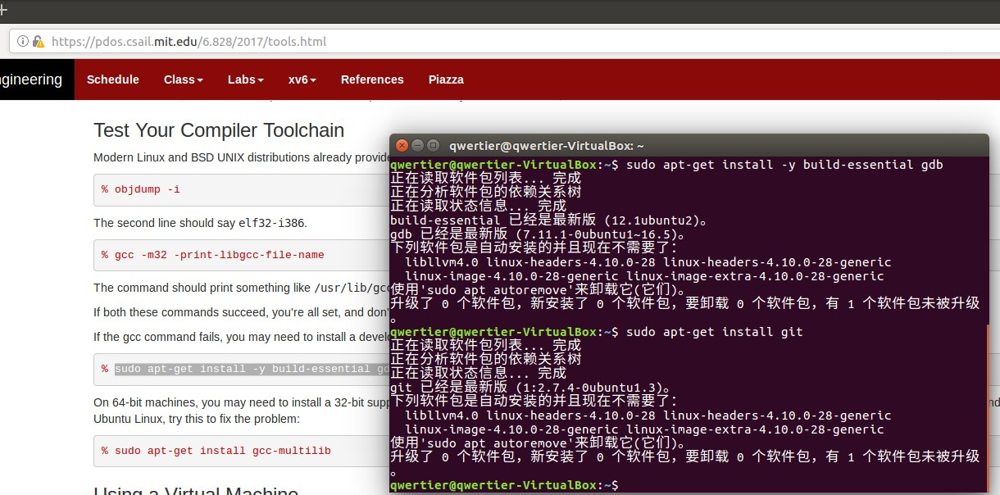 https://pdos.csail.mit.edu/6.828/2017/tools.html
gineering Schedule Class Labs xv6 References Piazza
Test Your Compiler Toolchain
Modern Linux and BSD UNIX distributions already provide
% objdump -i
The second line should say elf32-i386.
% gcc -m32 -print-libgcc-file-name
The command should print something like /usr/lib/gcc
If both these commands succeed, you're all set, and don'
If the gcc command fails, you may need to install a devel
% sudo apt-get install -y build-essential gd
On 64-bit machines, you may need to install a 32-bit supp
Ubuntu Linux, try this to fix the problem:
% sudo apt-get install gcc-multilib
Using a Virtual Machine
qwertier@qwertier-VirtualBox: ~
qwertier@qwertier-VirtualBox:~$ sudo apt-get install -y build-essential gdb
正在读取软件包列表... 完成
正在分析软件包的依赖关系树
正在读取状态信息... 完成
build-essential 已经是最新版 (12.1ubuntu2)。
gdb 已经是最新版 (7.11.1-0ubuntu1~16.5)。
下列软件包是自动安装的并且现在不需要了：
libllvm4.0 linux-headers-4.10.0-28 linux-headers-4.10.0-28-generic
linux-image-4.10.0-28-generic linux-image-extra-4.10.0-28-generic
使用'sudo apt autoremove'来卸载它(它们)。
升级了 0 个软件包，新安装了 0 个软件包，要卸载 0 个软件包，有 1 个软件包未被升级
。
qwertier@qwertier-VirtualBox:~$ sudo apt-get install git
正在读取软件包列表... 完成
正在分析软件包的依赖关系树
正在读取状态信息... 完成
git 已经是最新版 (1:2.7.4-0ubuntu1.3)。
下列软件包是自动安装的并且现在不需要了：
libllvm4.0 linux-headers-4.10.0-28 linux-headers-4.10.0-28-generic
linux-image-4.10.0-28-generic linux-image-extra-4.10.0-28-generic
使用'sudo apt autoremove'来卸载它(它们)。
升级了 0 个软件包，新安装了 0 个软件包，要卸载 0 个软件包，有 1 个软件包未被升级
。
qwertier@qwertier-VirtualBox:~$